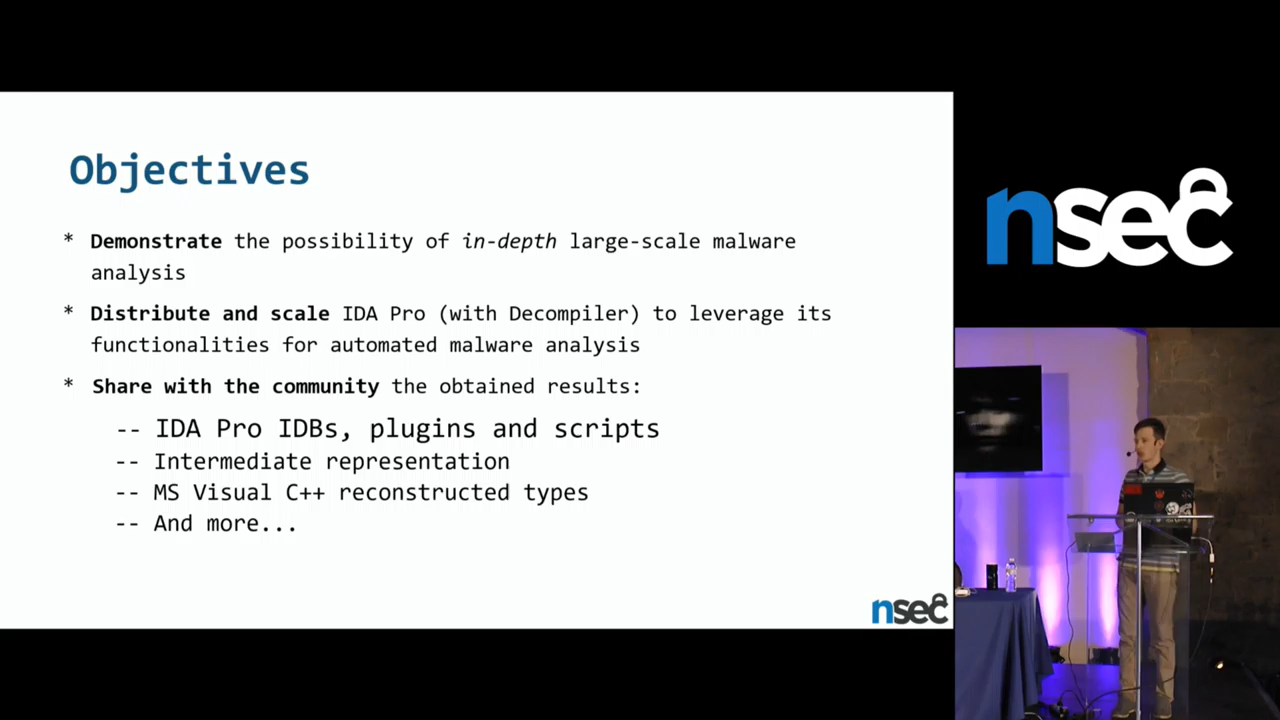 Objectives
* Demonstrate the possibility of in-depth large-scale malware
analysis
* Distribute and scale IDA Pro (with Decompiler) to leverage its
functionalities for automated malware analysis
* Share with the community the obtained results:
-- IDA Pro IDBs, plugins and scripts
-- Intermediate representation
-- MS Visual C++ reconstructed types
-- And more...
nsec
nsec